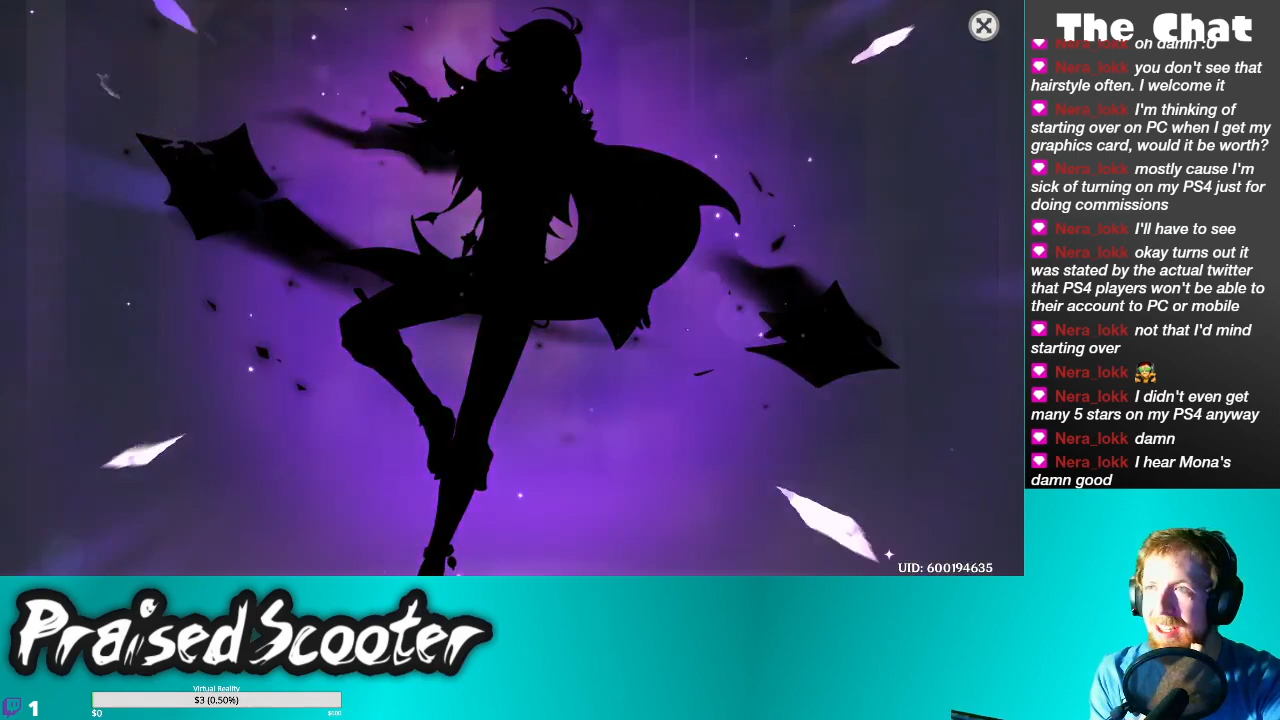 The Chat
Nera_lokk oh damn :O
Nera_lokk you don't see that
hairstyle often. I welcome it
Nera_lokk I'm thinking of
starting over on PC when I get my
graphics card, would it be worth?
Nera_lokk mostly cause I'm
sick of turning on my PS4 just for
doing commissions
Nera_lokk I'll have to see
Nera_lokk okay turns out it
was stated by the actual twitter
that PS4 players won't be able to
their account to PC or mobile
Nera_lokk not that I'd mind
starting over
Nera_lokk
Nera_lokk I didn't even get
many 5 stars on my PS4 anyway
Nera_lokk damn
Nera_lokk I hear Mona's
damn good
UID: 600194635
PraisedScooter
Virtual Reality
$3 (0.50%)
$0
1